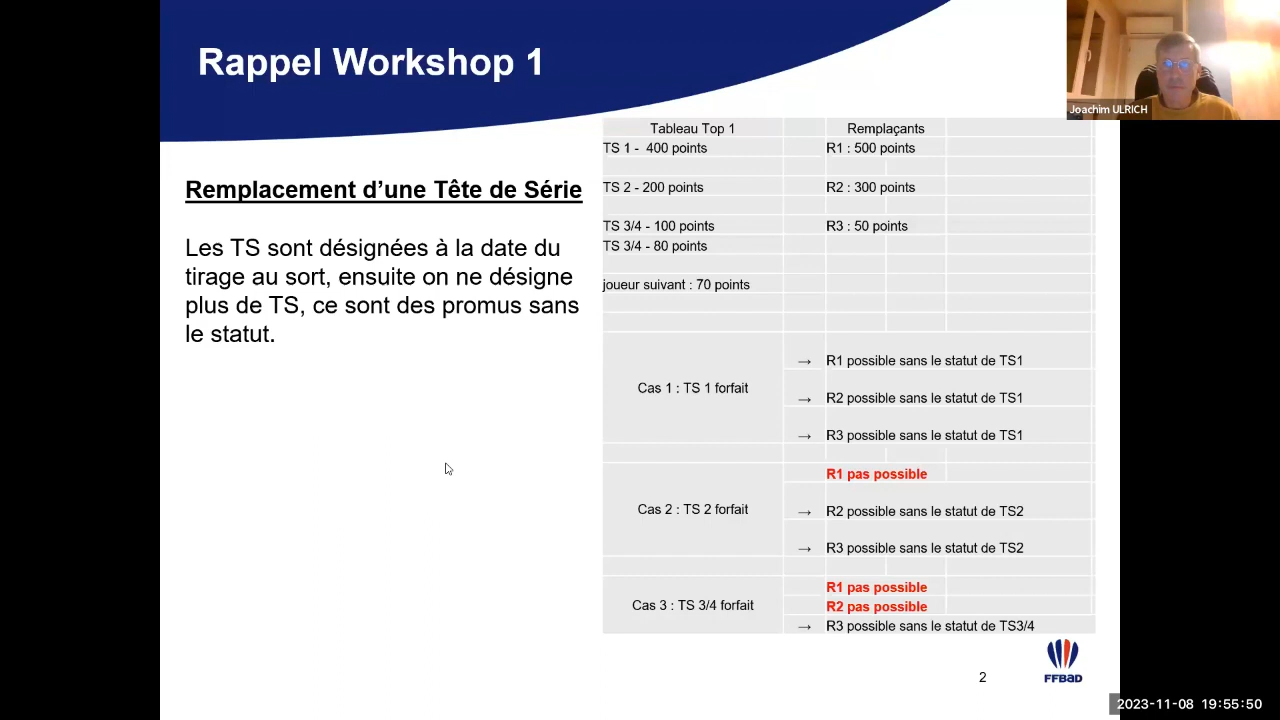 Rappel Workshop 1
Joachim ULRICH
Remplacement d’une Tête de Série
Les TS sont désignées à la date du
tirage au sort, ensuite on ne désigne
plus de TS, ce sont des promus sans
le statut.
Tableau Top 1 Remplaçants
TS 1 - 400 points R1 : 500 points
TS 2 - 200 points R2 : 300 points
TS 3/4 - 100 points R3 : 50 points
TS 3/4 - 80 points
joueur suivant : 70 points
Cas 1 : TS 1 forfait
→ R1 possible sans le statut de TS1
→ R2 possible sans le statut de TS1
→ R3 possible sans le statut de TS1
Cas 2 : TS 2 forfait
R1 pas possible
→ R2 possible sans le statut de TS2
→ R3 possible sans le statut de TS2
Cas 3 : TS 3/4 forfait
R1 pas possible
R2 pas possible
→ R3 possible sans le statut de TS3/4
2
FFBaD
2023-11-08 19:55:50